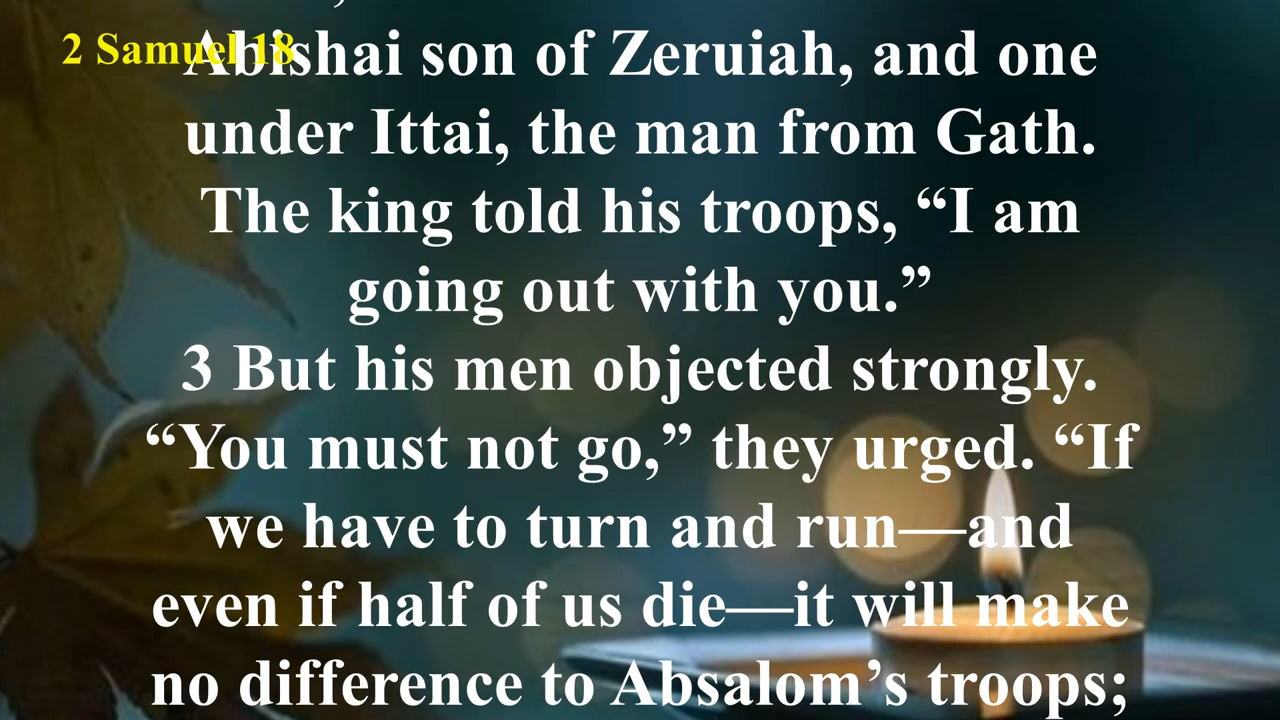 2 Samuel 18
Abishai son of Zeruiah, and one
under Ittai, the man from Gath.
The king told his troops, “I am
going out with you.”
3 But his men objected strongly.
“You must not go,” they urged. “If
we have to turn and run—and
even if half of us die—it will make
no difference to Absalom’s troops;